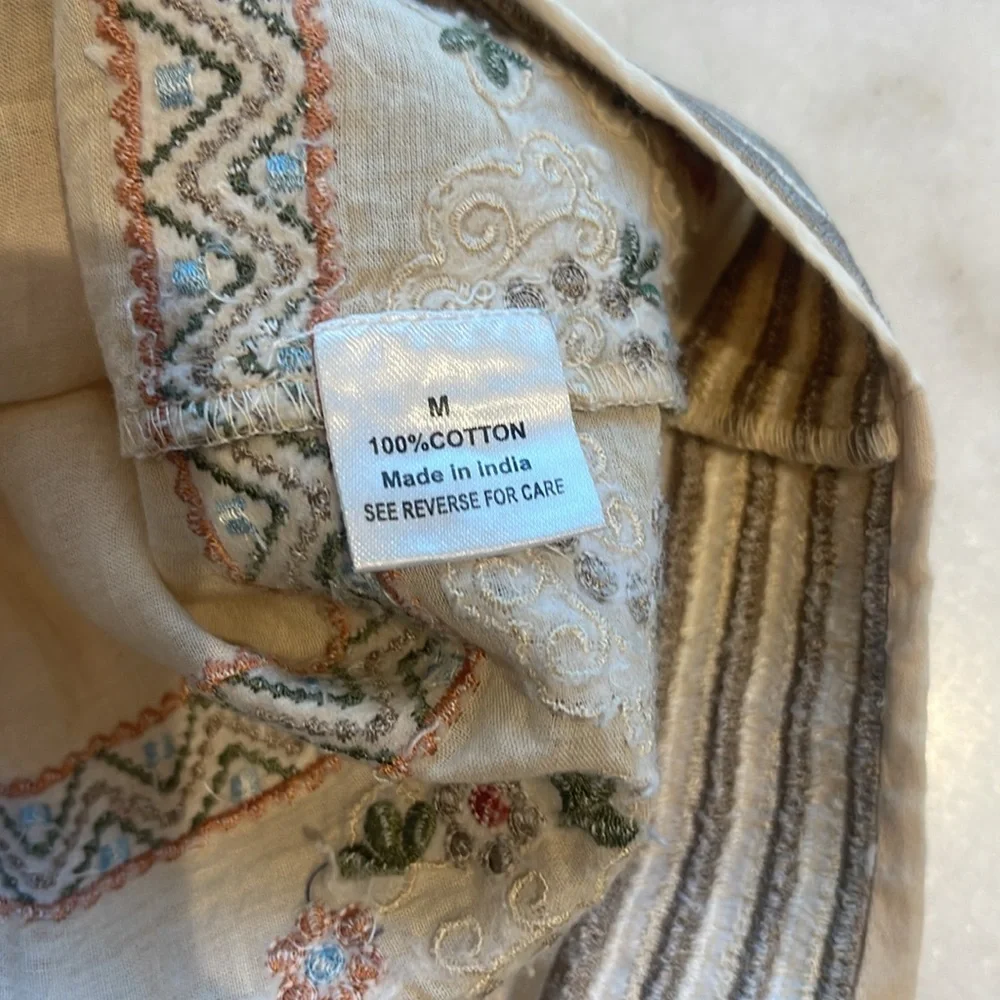 M
100%COTTON
Made in India
SEE REVERSE FOR CARE